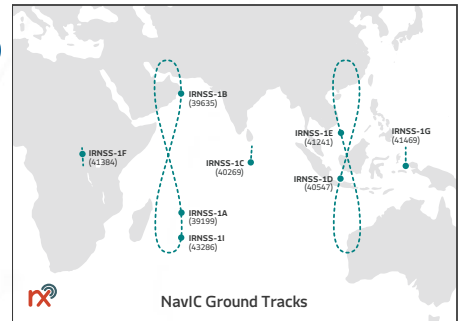 IRNSS-1B
(39635)
IRNSS-1E
(41241)
IRNSS-1G
(41469)
IRNSS-1F
(41384)
IRNSS-1C
(40269)
IRNSS-1D
(40547)
IRNSS-1A
(39199)
IRNSS-1I
(43286)
rx
NavIC Ground Tracks